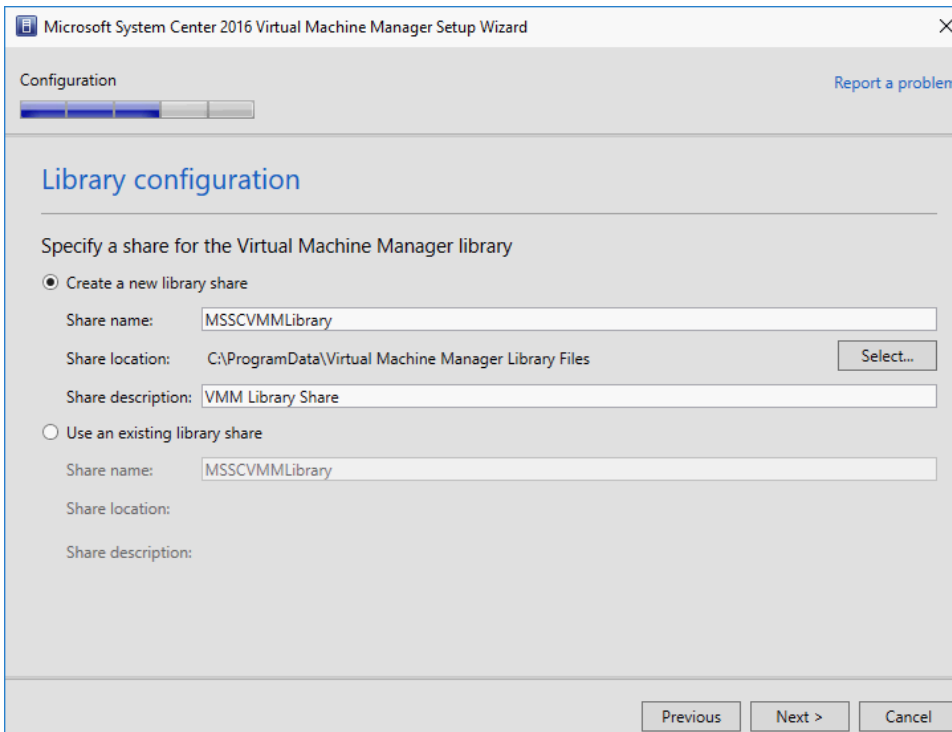 Microsoft System Center 2016 Virtual Machine Manager Setup Wizard
Configuration
Report a problem
Library configuration
Specify a share for the Virtual Machine Manager library
Create a new library share
Share name: MSSCVMMLibrary
Share location: C:\ProgramData\Virtual Machine Manager Library Files Select...
Share description: VMM Library Share
Use an existing library share
Share name: MSSCVMMLibrary
Share location:
Share description:
Previous Next > Cancel